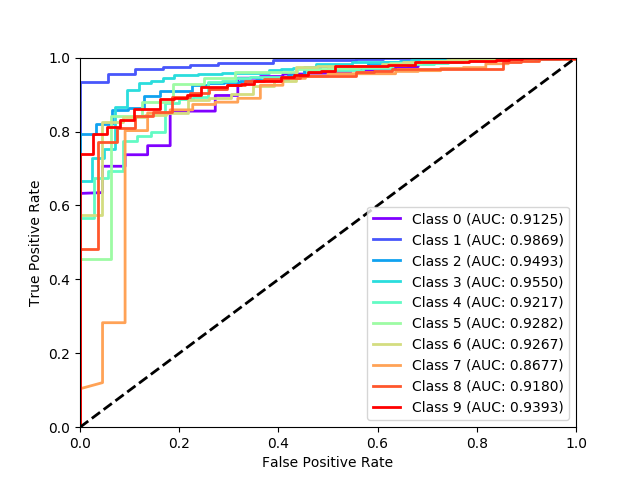 1.0
0.8
0.6
0.4
0.2
0.0
True Positive Rate
Class 0 (AUC: 0.9125)
Class 1 (AUC: 0.9869)
Class 2 (AUC: 0.9493)
Class 3 (AUC: 0.9550)
Class 4 (AUC: 0.9217)
Class 5 (AUC: 0.9282)
Class 6 (AUC: 0.9267)
Class 7 (AUC: 0.8677)
Class 8 (AUC: 0.9180)
Class 9 (AUC: 0.9393)
0.0 0.2 0.4 0.6 0.8 1.0
False Positive Rate